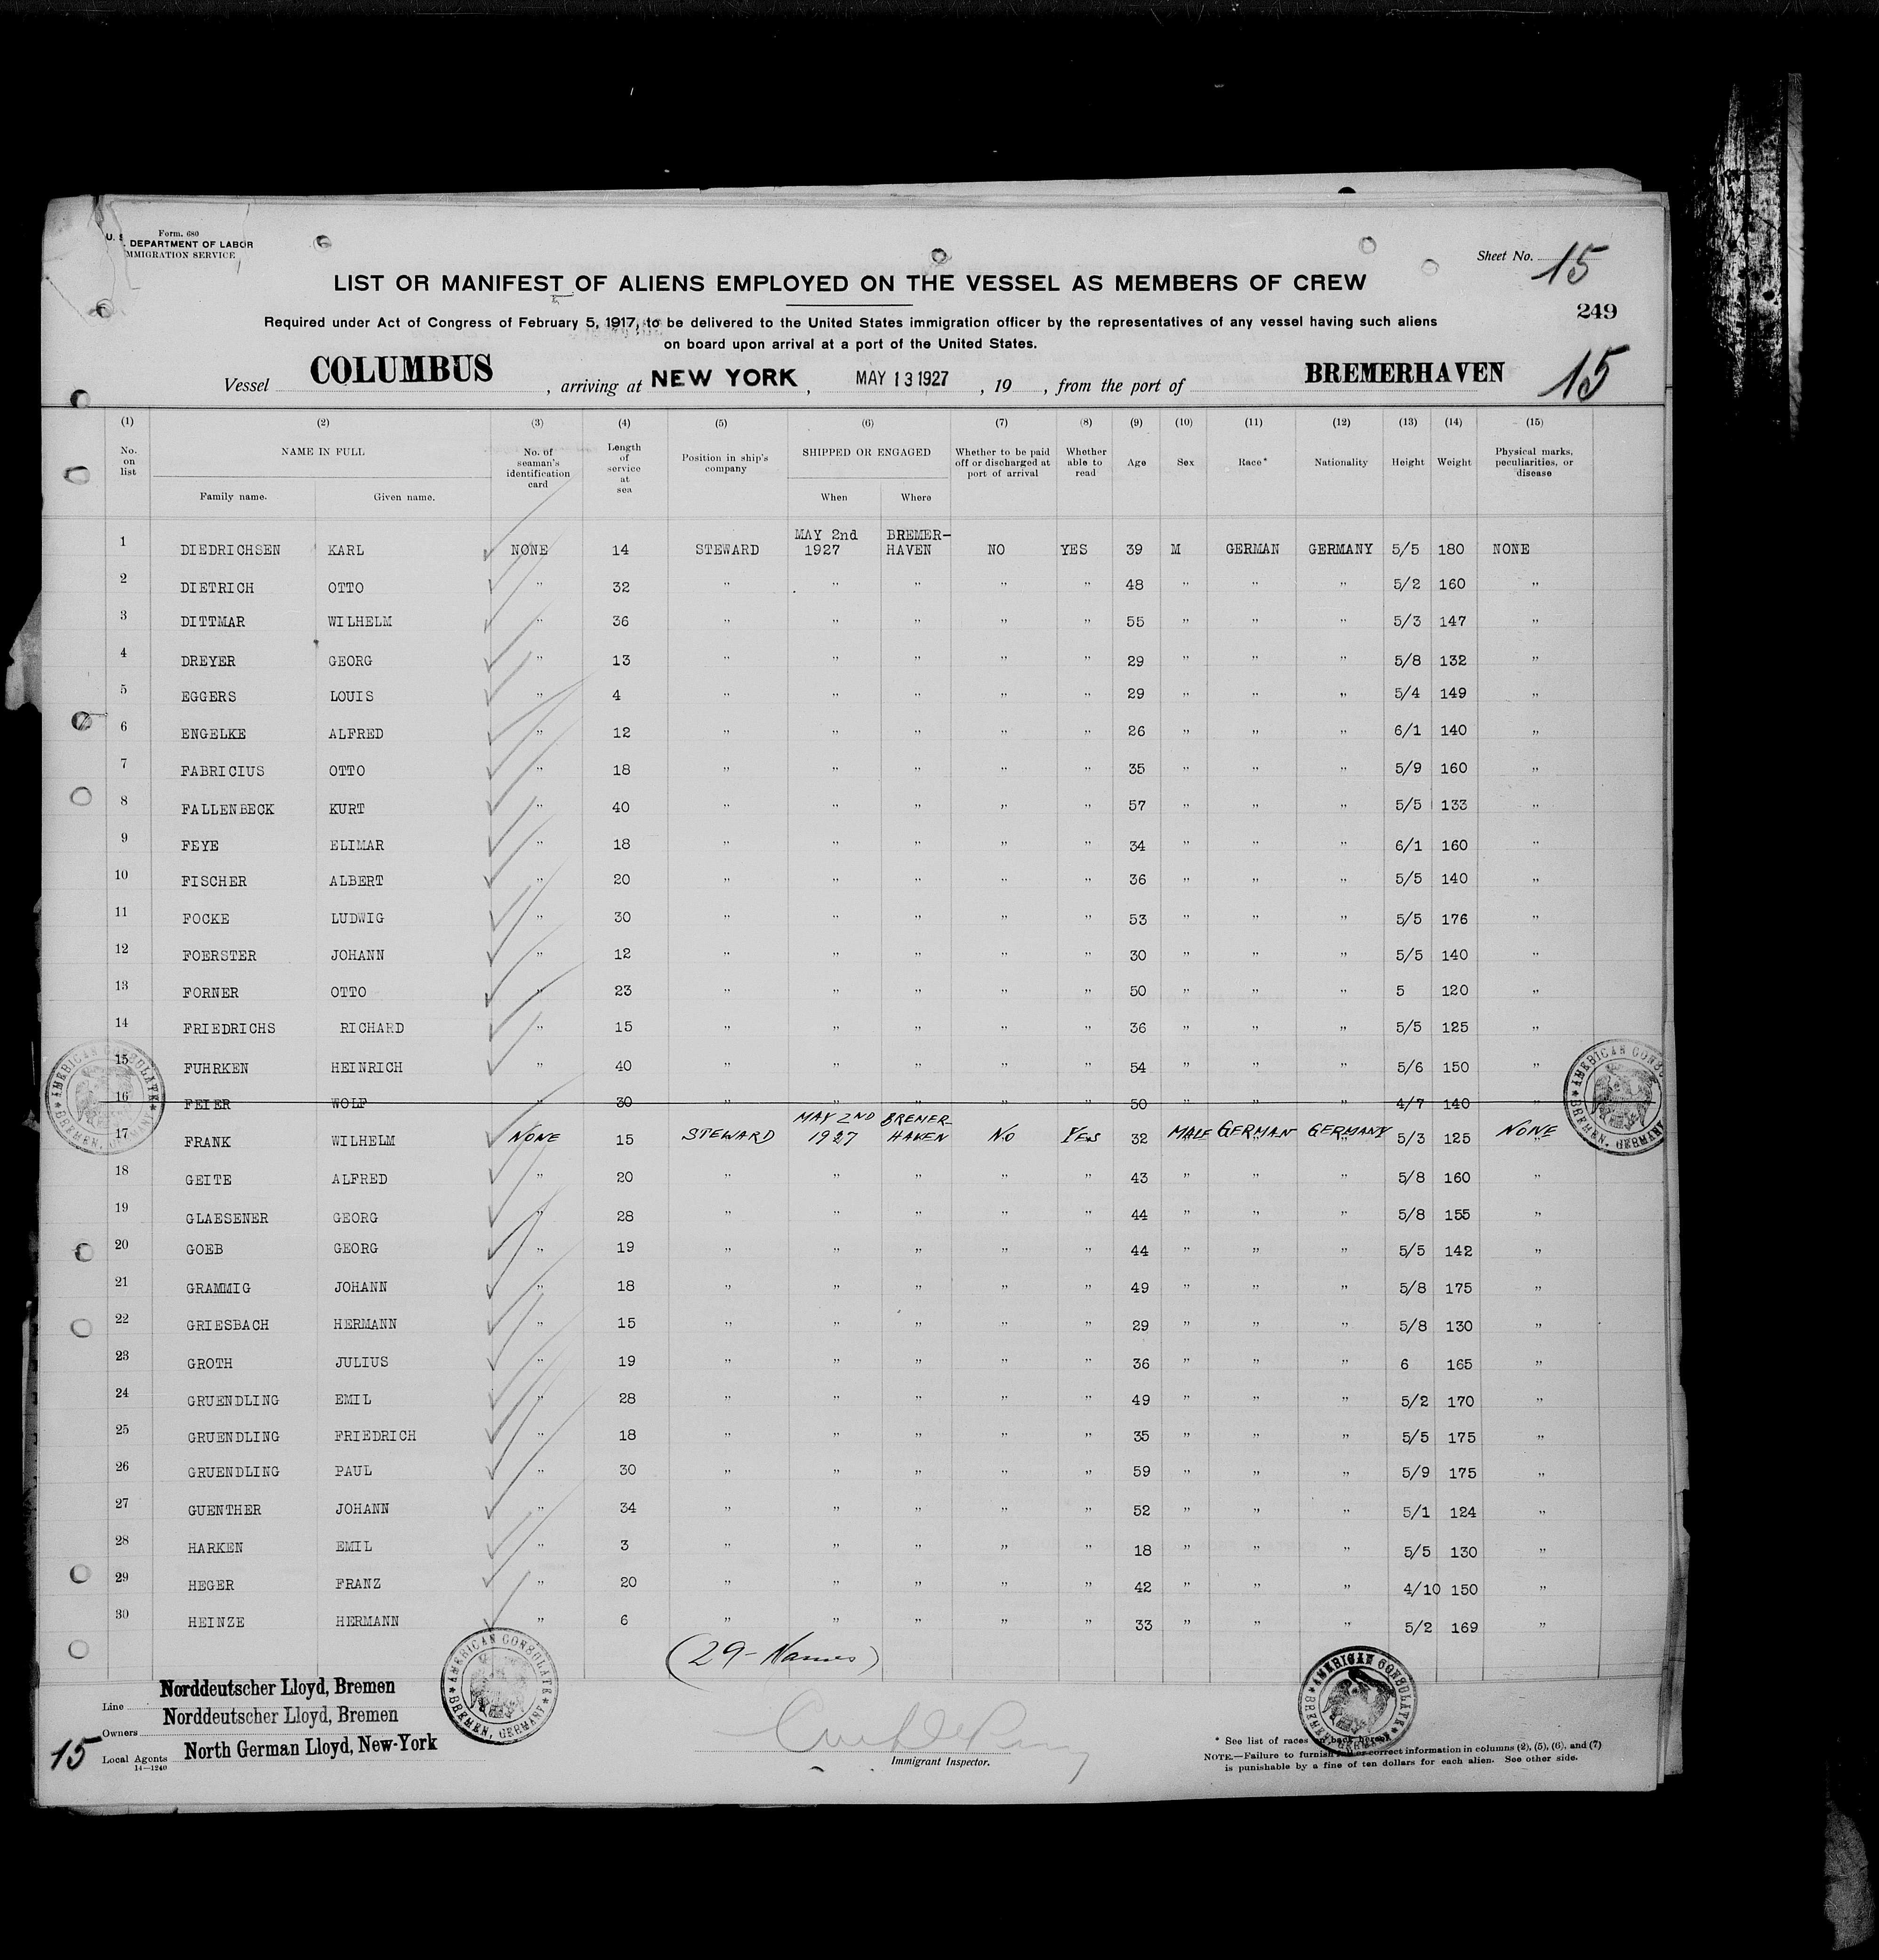 Form. 680
U. S. DEPARTMENT OF LABOR
IMMIGRATION SERVICE
Sheet No. 15
LIST OR MANIFEST OF ALIENS EMPLOYED ON THE VESSEL AS MEMBERS OF CREW
249
Required under Act of Congress of February 5, 1917, to be delivered to the United States immigration officer by the representatives of any vessel having such aliens
on board upon arrival at a port of the United States.
Vessel COLUMBUS, arriving at NEW YORK, MAY 13 1927, 19 , from the port of BREMERHAVEN 15
(1) (2) (3) (4) (5) (6) (7) (8) (9) (10) (11) (12) (13) (14) (15)
No. on list NAME IN FULL No. of seaman's identification card Length of service at sea Position in ship's company SHIPPED OR ENGAGED Whether to be paid off or discharged at port of arrival Whether able to read Age Sex Race* Nationality Height Weight Physical marks, peculiarities, or disease
Family name. Given name. When Where
1 DIEDRICHSEN KARL NONE 14 STEWARD MAY 2nd 1927 BREMER-HAVEN NO YES 39 M GERMAN GERMANY 5/5 180 NONE
2 DIETRICH OTTO " 32 " " " " " 48 " " " 5/2 160 "
3 DITTMAR WILHELM " 36 " " " " " 55 " " " 5/3 147 "
4 DREYER GEORG " 13 " " " " " 29 " " " 5/8 132 "
5 EGGERS LOUIS " 4 " " " " " 29 " " " 5/4 149 "
6 ENGELKE ALFRED " 12 " " " " " 26 " " " 6/1 140 "
7 FABRICIUS OTTO " 18 " " " " " 35 " " " 5/9 160 "
8 FALLENBECK KURT " 40 " " " " " 57 " " " 5/5 133 "
9 FEYE ELIMAR " 18 " " " " " 34 " " " 6/1 160 "
10 FISCHER ALBERT " 20 " " " " " 36 " " " 5/5 140 "
11 FOCKE LUDWIG " 30 " " " " " 53 " " " 5/5 176 "
12 FOERSTER JOHANN " 12 " " " " " 30 " " " 5/5 140 "
13 FORNER OTTO " 23 " " " " " 50 " " " 5 120 "
14 FRIEDRICHS RICHARD " 15 " " " " " 36 " " " 5/5 125 "
15 FUHRKEN HEINRICH " 40 " " " " " 54 " " " 5/6 150 "
16 FEIER WOLF " 30 " " " " " 50 " " " 4/7 140 "
17 FRANK WILHELM NONE 15 STEWARD MAY 2ND 1927 BREMER HAVEN NO YES 32 MALE GERMAN GERMANY 5/3 125 NONE
18 GEITE ALFRED " 20 " " " " " 43 " " " 5/8 160 "
19 GLAESENER GEORG " 28 " " " " " 44 " " " 5/8 155 "
20 GOEB GEORG " 19 " " " " " 44 " " " 5/5 142 "
21 GRAMMIG JOHANN " 18 " " " " " 49 " " " 5/8 175 "
22 GRIESBACH HERMANN " 15 " " " " " 29 " " " 5/8 130 "
23 GROTH JULIUS " 19 " " " " " 36 " " " 6 165 "
24 GRUENDLING EMIL " 28 " " " " " 49 " " " 5/2 170 "
25 GRUENDLING FRIEDRICH " 18 " " " " " 35 " " " 5/5 175 "
26 GRUENDLING PAUL " 30 " " " " " 59 " " " 5/9 175 "
27 GUENTHER JOHANN " 34 " " " " " 52 " " " 5/1 124 "
28 HARKEN EMIL " 3 " " " " " 18 " " " 5/5 130 "
29 HEGER FRANZ " 20 " " " " " 42 " " " 4/10 150 "
30 HEINZE HERMANN " 6 " " " " " 33 " " " 5/2 169 "
AMERICAN CONSULATE BREMEN, GERMANY
AMERICAN CONSULATE BREMEN, GERMANY
(29-Names)
AMERICAN CONSULATE BREMEN, GERMANY
AMERICAN CONSULATE BREMEN, GERMANY
Line Norddeutscher Lloyd, Bremen
Owners Norddeutscher Lloyd, Bremen
15 Local Agents North German Lloyd, New-York
14—1240
Immigrant Inspector.
* See list of races on back hereof.
NOTE.—Failure to furnish full or correct information in columns (2), (5), (6), and (7)
is punishable by a fine of ten dollars for each alien. See other side.